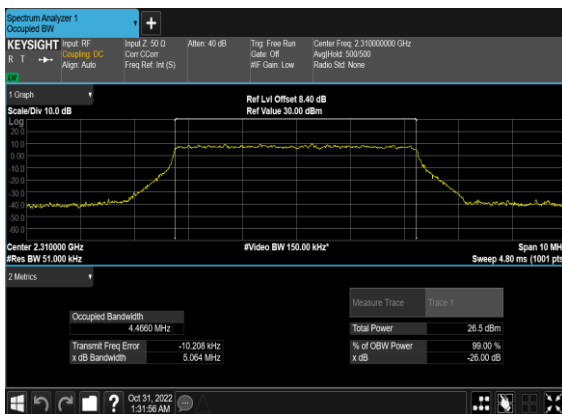 Spectrum Analyzer 1
Occupied BW
+
KEYSIGHT Input: RF Input Z: 50 Ω Atten: 40 dB Trig: Free Run Center Freq: 2.310000000 GHz
R T Coupling: DC Corr CCorr Gate: Off Avg|Hold: 500/500
Align: Auto Freq Ref: Int (S) #IF Gain: Low Radio Std: None
1 Graph
Ref Lvl Offset 8.40 dB
Scale/Div 10.0 dB Ref Value 30.00 dBm
Log
20.0
10.0
0.00
-10.0
-20.0
-30.0
-40.0
-50.0
-60.0
Center 2.310000 GHz #Video BW 150.00 kHz* Span 10 MH
#Res BW 51.000 kHz Sweep 4.80 ms (1001 pts
2 Metrics
Measure Trace Trace 1
Occupied Bandwidth
4.4660 MHz
Total Power 26.5 dBm
Transmit Freq Error -10.208 kHz % of OBW Power 99.00 %
x dB Bandwidth 5.064 MHz x dB -26.00 dB
? Oct 31, 2022
1:31:56 AM